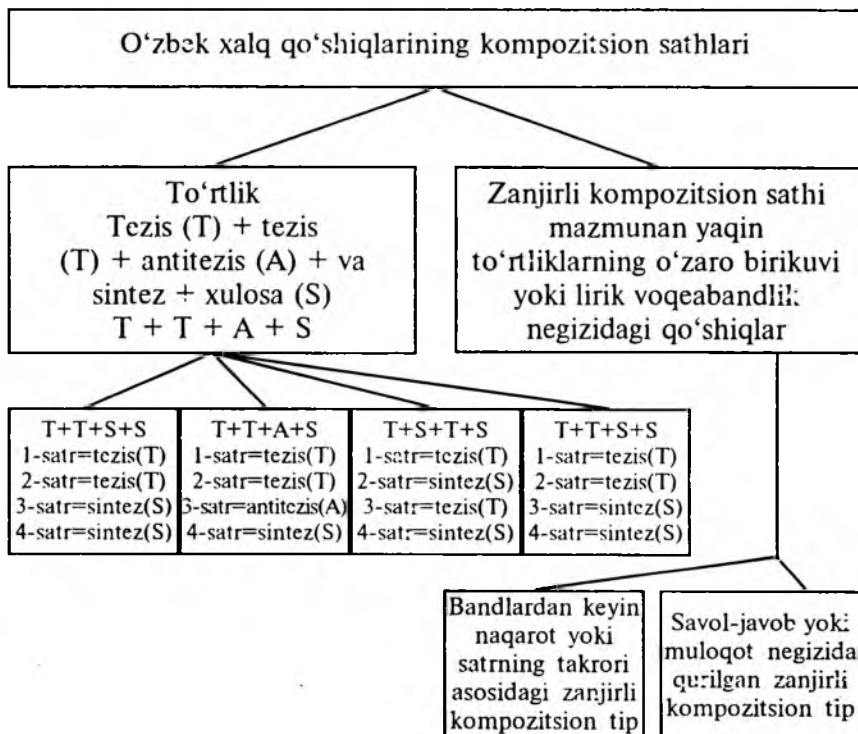 O‘zbek xalq qo‘shiqlarining kompozitsion sathlari
To‘rtlik
Tezis (T) + tezis
(T) + antitezis (A) + va
sintez + xulosa (S)
T + T + A + S
Zanjirli kompozitsion sathi
mazmunan yaqin
to‘rtliklarning o‘zaro birikuvi
yoki lirik voqeabandlik
negizidagi qo‘shiqlar
T+T+S+S
1-satr=tezis(T)
2-satr=tezis(T)
3-satr=sintez(S)
4-satr=sintez(S)
T+T+A+S
1-satr=tezis(T)
2-satr=tezis(T)
3-satr=antitezis(A)
4-satr=sintez(S)
T+S+T+S
1-satr=tezis(T)
2-satr=sintez(S)
3-satr=tezis(T)
4-satr=sintez(S)
T+T+S+S
1-satr=tezis(T)
2-satr=tezis(T)
3-satr=sintez(S)
4-satr=sintez(S)
Bandlardan keyin
naqarot yoki
satrning takrori
asosidagi zanjirli
kompozitsion tip
Savol-javob yoki
muloqot negizida
qurilgan zanjirli
kompozitsion tip